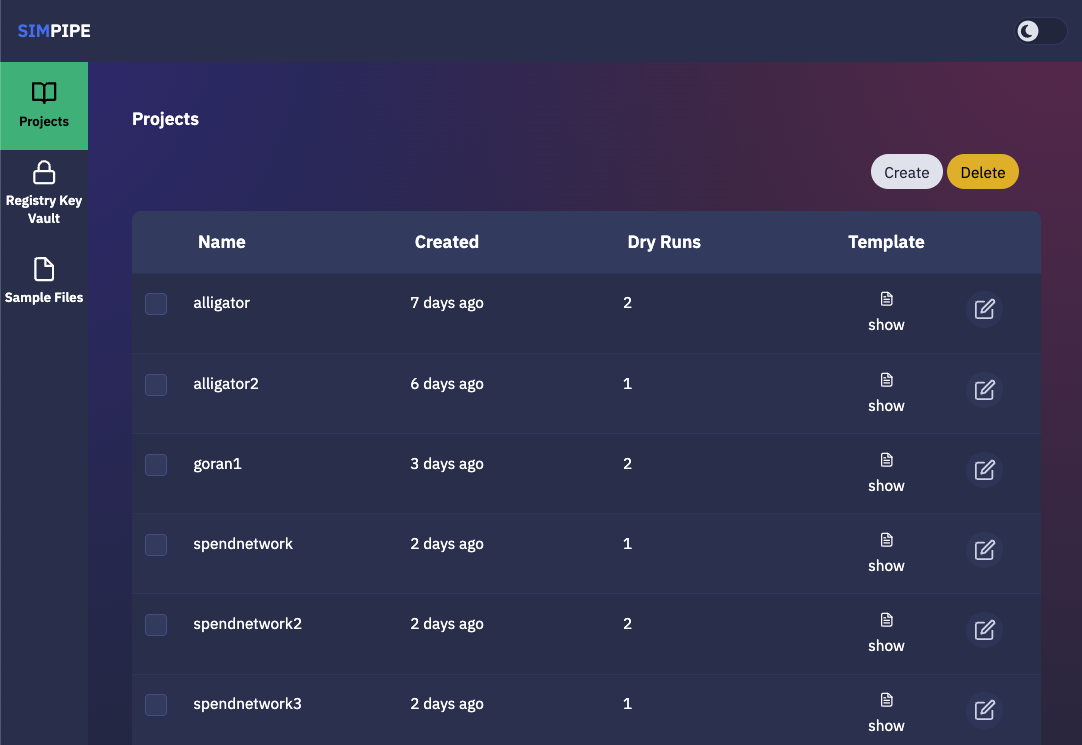 SIMPIPE
Projects
Registry Key
Vault
Sample Files
Projects
Create Delete
Name Created Dry Runs Template
alligator 7 days ago 2 show
alligator2 6 days ago 1 show
goran1 3 days ago 2 show
spendnetwork 2 days ago 1 show
spendnetwork2 2 days ago 2 show
spendnetwork3 2 days ago 1 show